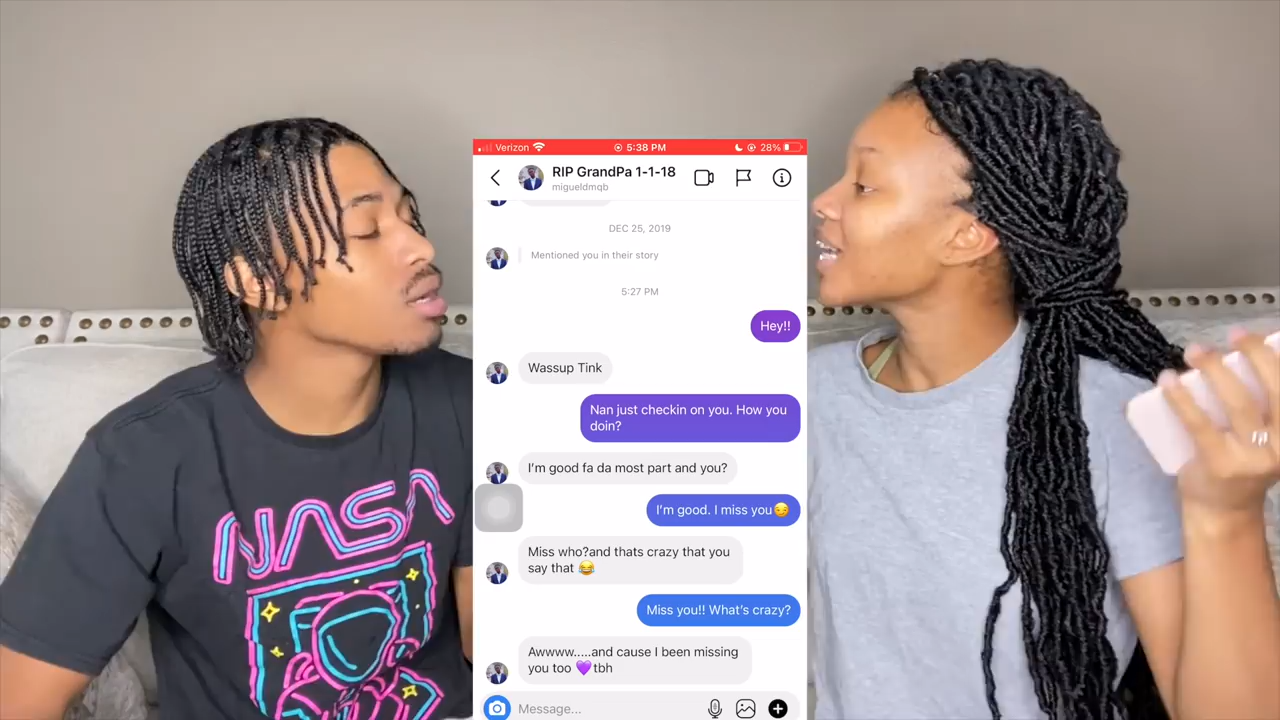 NASA
Verizon
5:38 PM
28%
RIP GrandPa 1-1-18
migueldmqb
DEC 25, 2019
Mentioned you in their story
5:27 PM
Hey!!
Wassup Tink
Nan just checkin on you. How you
doin?
I'm good fa da most part and you?
I'm good. I miss you😏
Miss who?and thats crazy that you
say that 😂
Miss you!! What's crazy?
Awwww.....and cause I been missing
you too 💜tbh
Message...